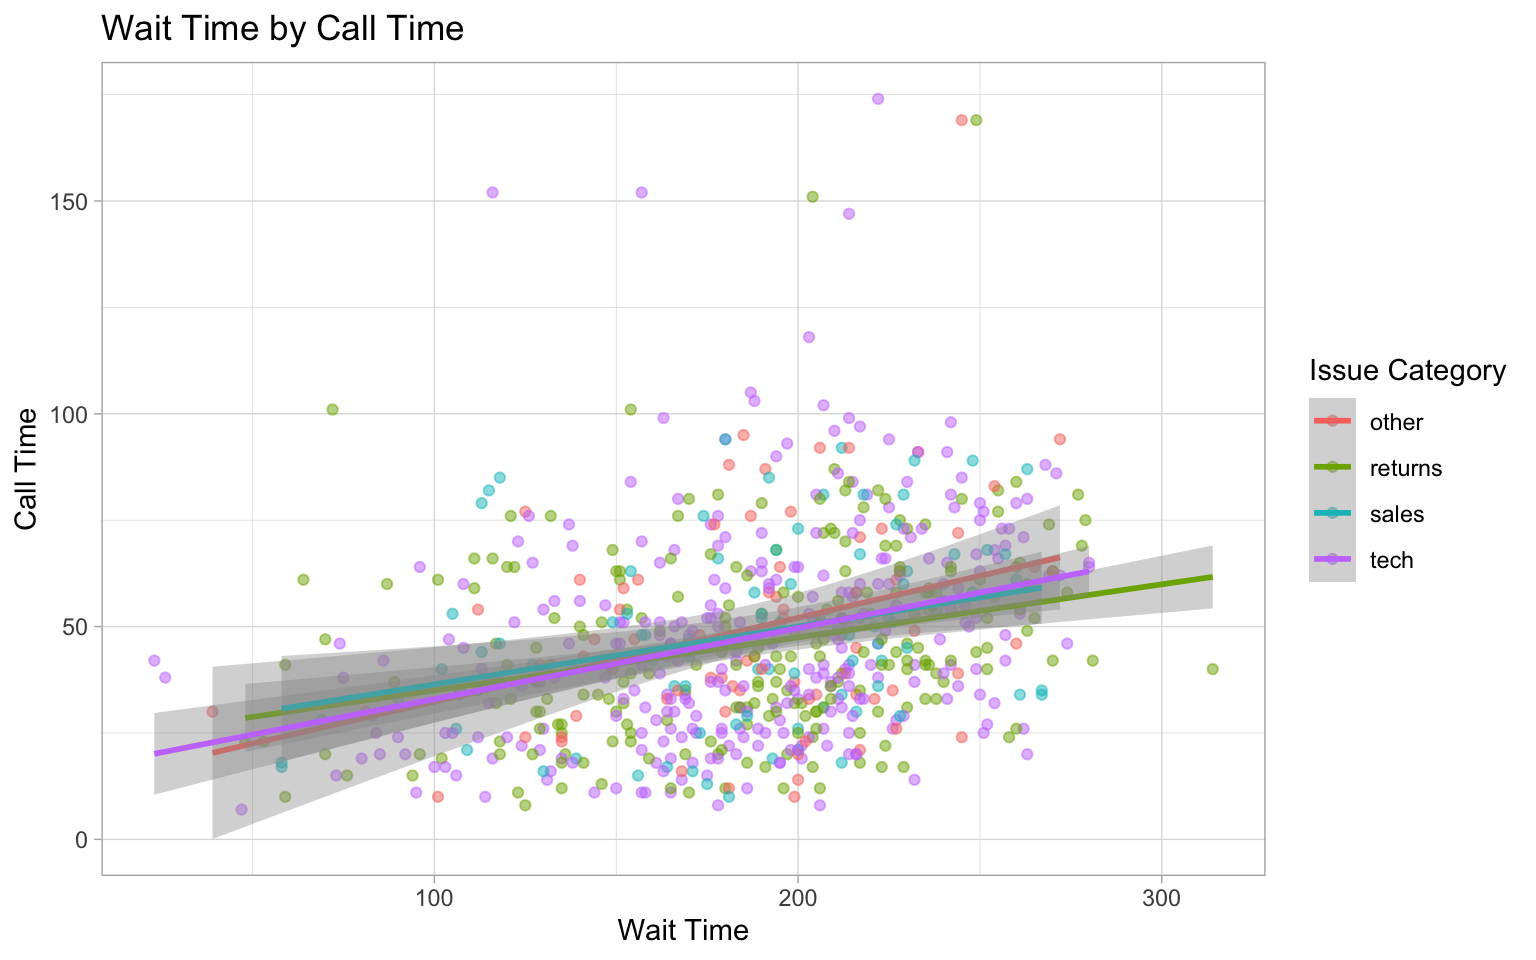 Wait Time by Call Time
150
100
50
0
Call Time
100
200
300
Wait Time
Issue Category
other
returns
sales
tech